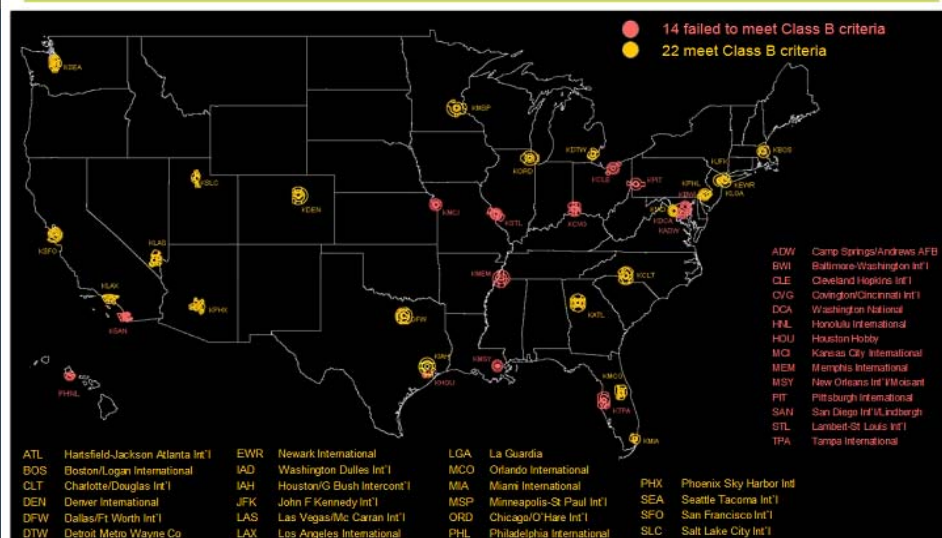 14 failed to meet Class B criteria
22 meet Class B criteria
KSEA
KMSP
KBOS
KDTW
KORD
KJFK
KCLE
KPIT
KPHL
KEWR
KLGA
KSLC
KDEN
KMCI
KSTL
KCVG
KBWI
KIAD
KDCA
KADW
KSFO
KLAS
KMEM
KCLT
KLAX
KPHX
KSAN
KDFW
KATL
KIAH
KHOU
KMSY
KMCO
KTPA
KMIA
PHNL
ADW Camp Springs/Andrews AFB
BWI Baltimore-Washington Int'l
CLE Cleveland Hopkins Int'l
CVG Covington/Cincinnati Int'l
DCA Washington National
HNL Honolulu International
HOU Houston Hobby
MCI Kansas City International
MEM Memphis International
MSY New Orleans Int'l/Moisant
PIT Pittsburgh International
SAN San Diego Int'l/Lindbergh
STL Lambert-St Louis Int'l
TPA Tampa International
ATL Hartsfield-Jackson Atlanta Int'l
BOS Boston/Logan International
CLT Charlotte/Douglas Int'l
DEN Denver International
DFW Dallas/Ft Worth Int'l
DTW Detroit Metro Wayne Co
EWR Newark International
IAD Washington Dulles Int'l
IAH Houston/G Bush Intercont'l
JFK John F Kennedy Int'l
LAS Las Vegas/Mc Carran Int'l
LAX Los Angeles International
LGA La Guardia
MCO Orlando International
MIA Miami International
MSP Minneapolis-St Paul Int'l
ORD Chicago/O'Hare Int'l
PHL Philadelphia International
PHX Phoenix Sky Harbor Intl
SEA Seattle Tacoma Int'l
SFO San Francisco Int'l
SLC Salt Lake City Int'l